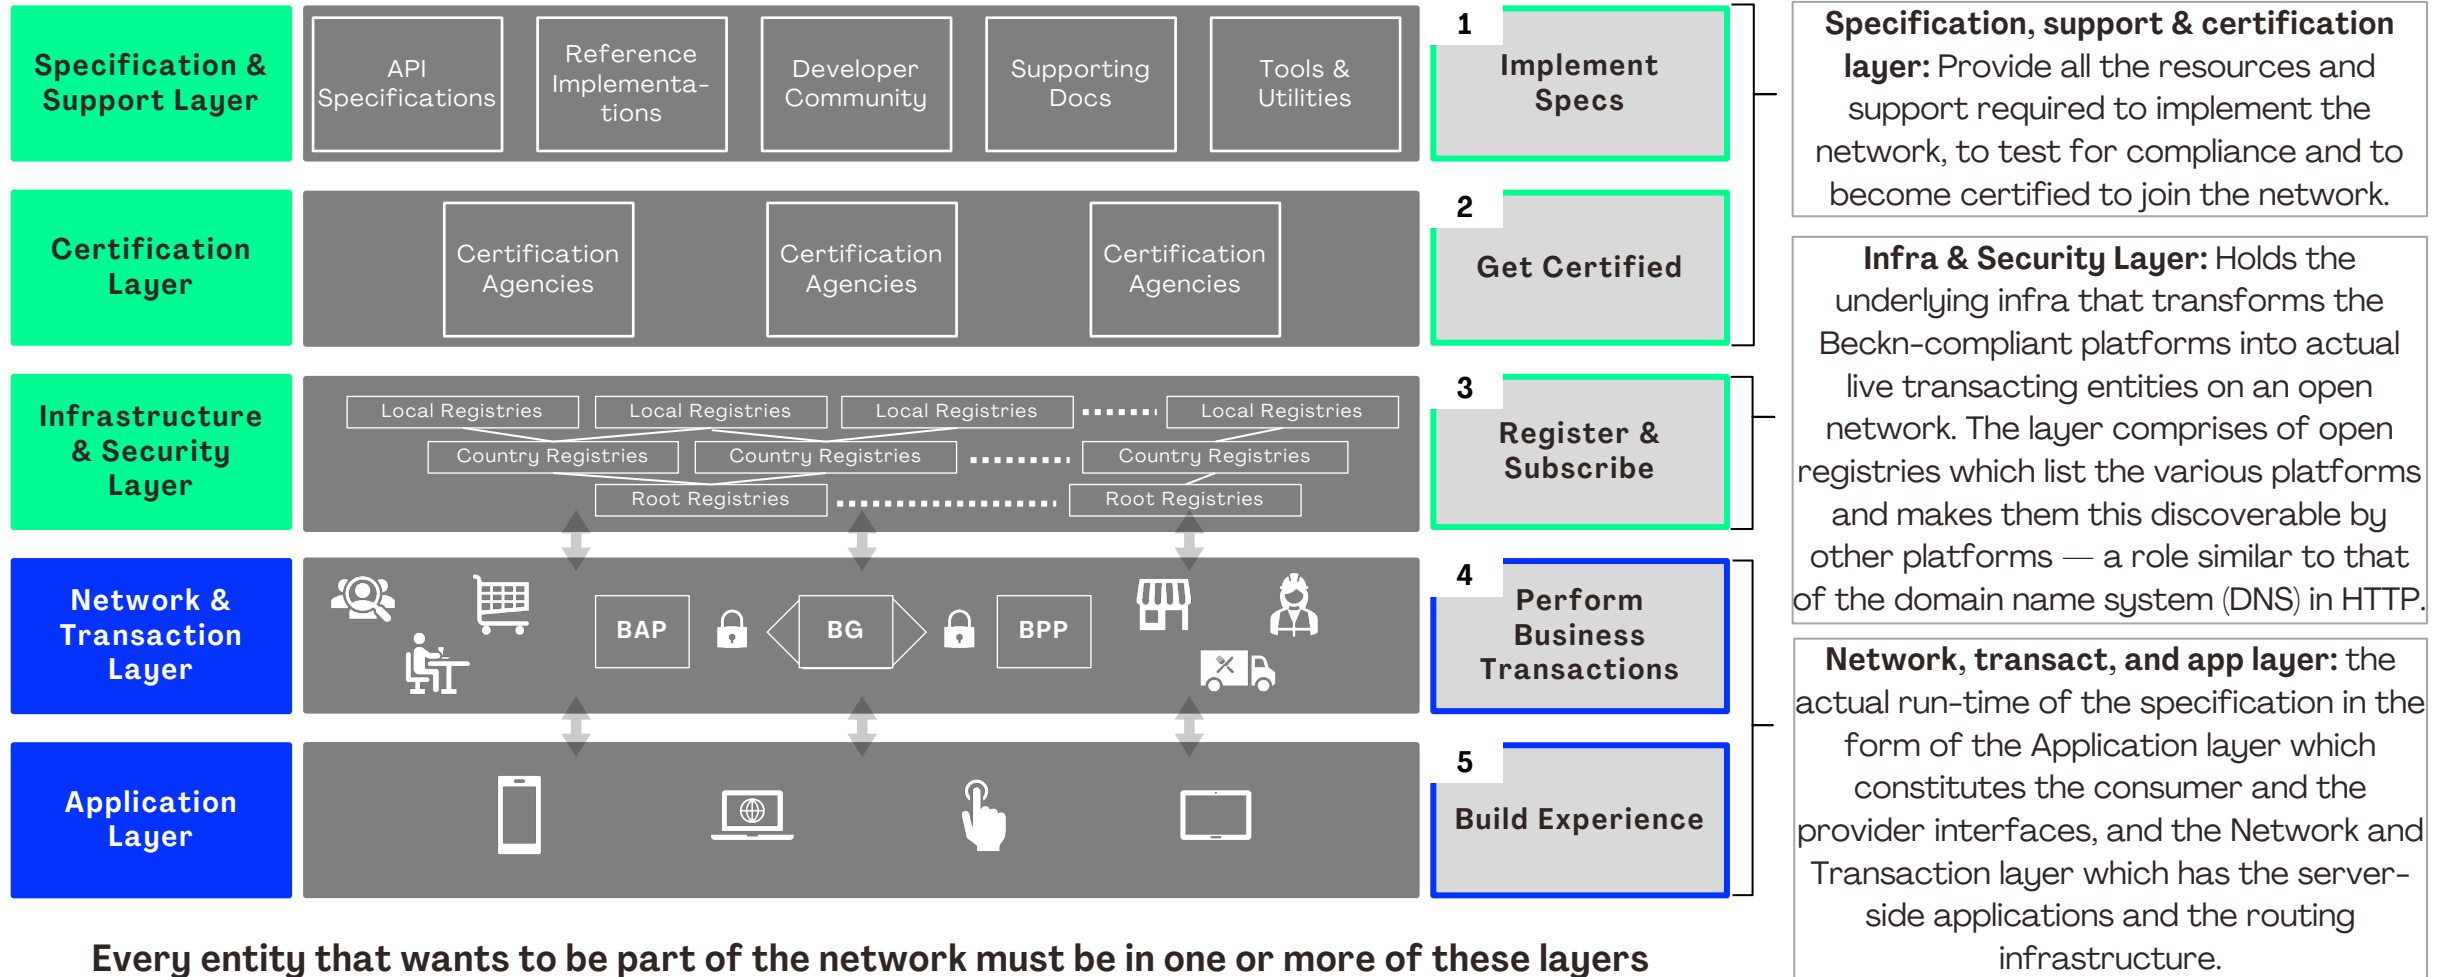 Specification &
Support Layer
API
Specifications
Reference
Implementa-
tions
Developer
Community
Supporting
Docs
Tools &
Utilities
1
Implement
Specs
Certification
Layer
Certification
Agencies
Certification
Agencies
Certification
Agencies
2
Get Certified
Infrastructure
& Security
Layer
Local Registries
Local Registries
Local Registries
Local Registries
Country Registries
Country Registries
Country Registries
Root Registries
Root Registries
3
Register &
Subscribe
Network &
Transaction
Layer
BAP
BG
BPP
4
Perform
Business
Transactions
Application
Layer
5
Build Experience
Specification, support & certification
layer: Provide all the resources and
support required to implement the
network, to test for compliance and to
become certified to join the network.
Infra & Security Layer: Holds the
underlying infra that transforms the
Beckn-compliant platforms into actual
live transacting entities on an open
network. The layer comprises of open
registries which list the various platforms
and makes them this discoverable by
other platforms — a role similar to that
of the domain name system (DNS) in HTTP.
Network, transact, and app layer: the
actual run-time of the specification in the
form of the Application layer which
constitutes the consumer and the
provider interfaces, and the Network and
Transaction layer which has the server-
side applications and the routing
infrastructure.
Every entity that wants to be part of the network must be in one or more of these layers